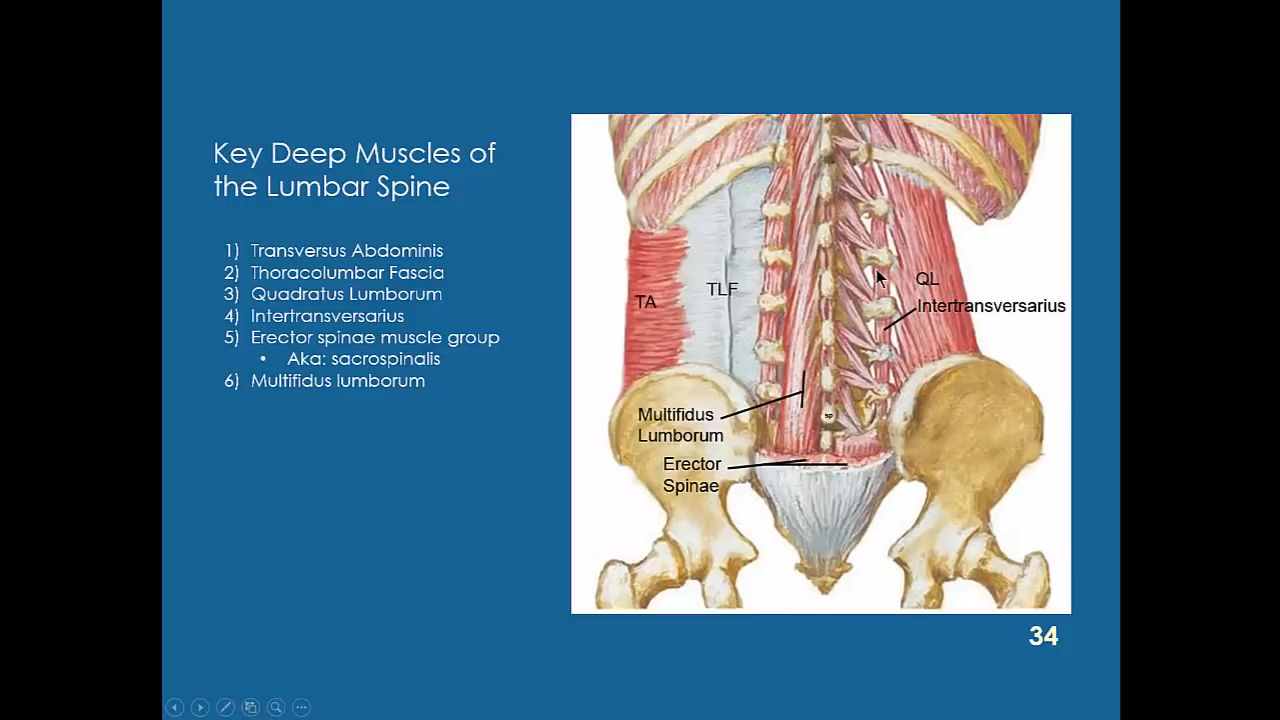 Key Deep Muscles of
the Lumbar Spine
1) Transversus Abdominis
2) Thoracolumbar Fascia
3) Quadratus Lumborum
4) Intertransversarius
5) Erector spinae muscle group
• Aka: sacrospinalis
6) Multifidus lumborum
TA
TLF
QL
Intertransversarius
Multifidus
Lumborum
sp
Erector
Spinae
34